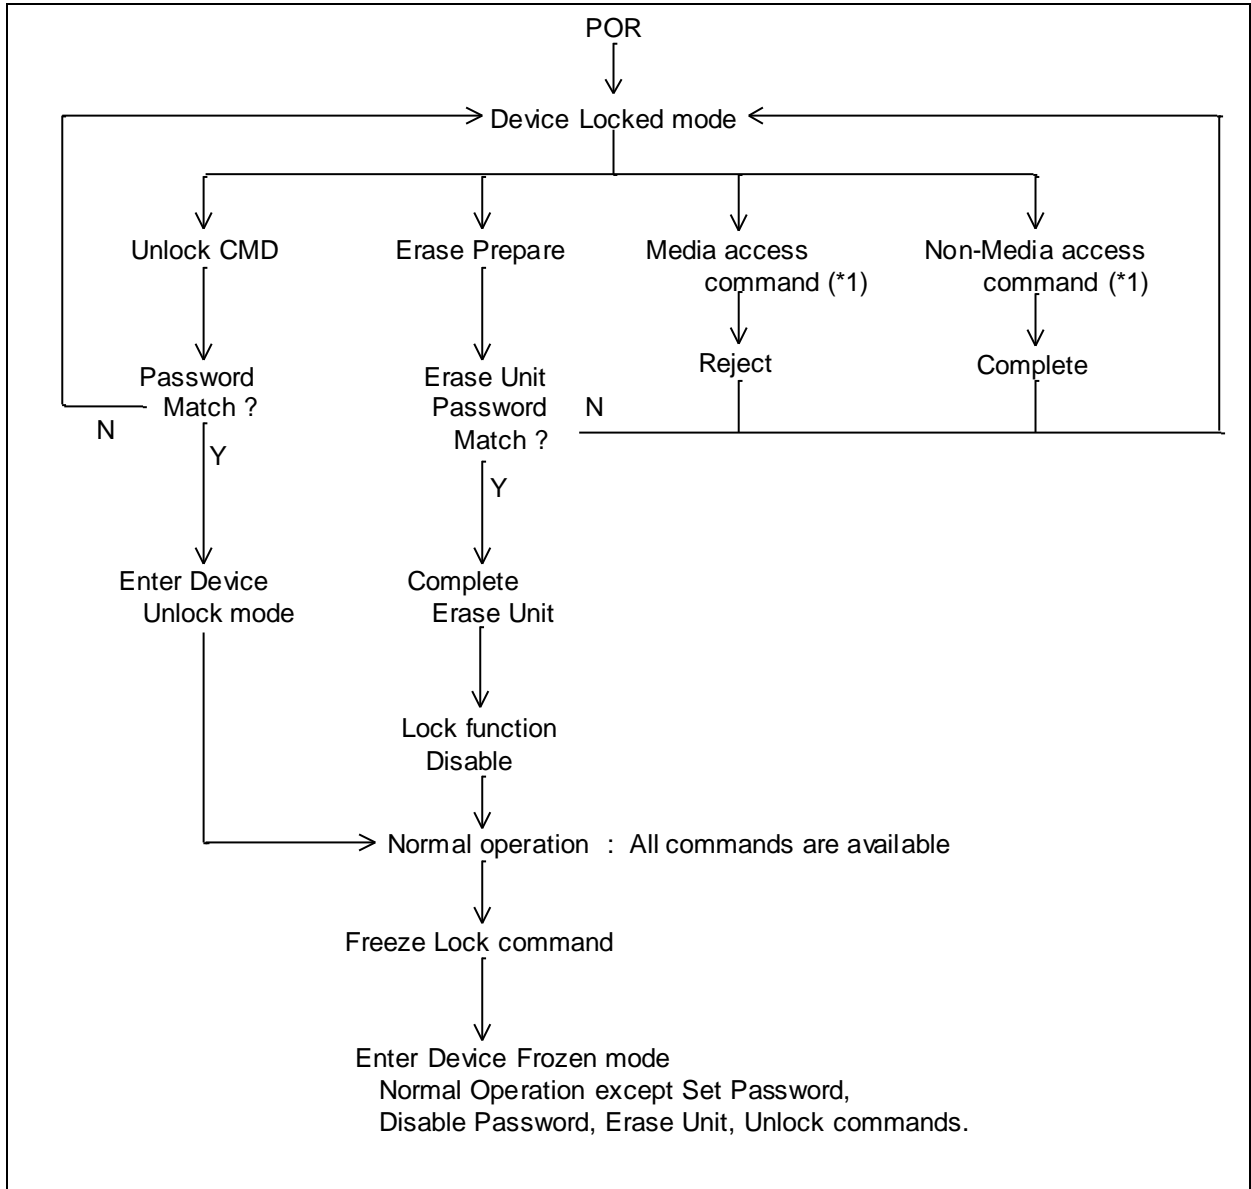 POR
Device Locked mode
Unlock CMD
Erase Prepare
Media access
command (*1)
Non-Media access
command (*1)
Password
Match ?
N
Y
Erase Unit
Password
Match ?
N
Y
Reject
Complete
Enter Device
Unlock mode
Complete
Erase Unit
Lock function
Disable
Normal operation : All commands are available
Freeze Lock command
Enter Device Frozen mode
Normal Operation except Set Password,
Disable Password, Erase Unit, Unlock commands.